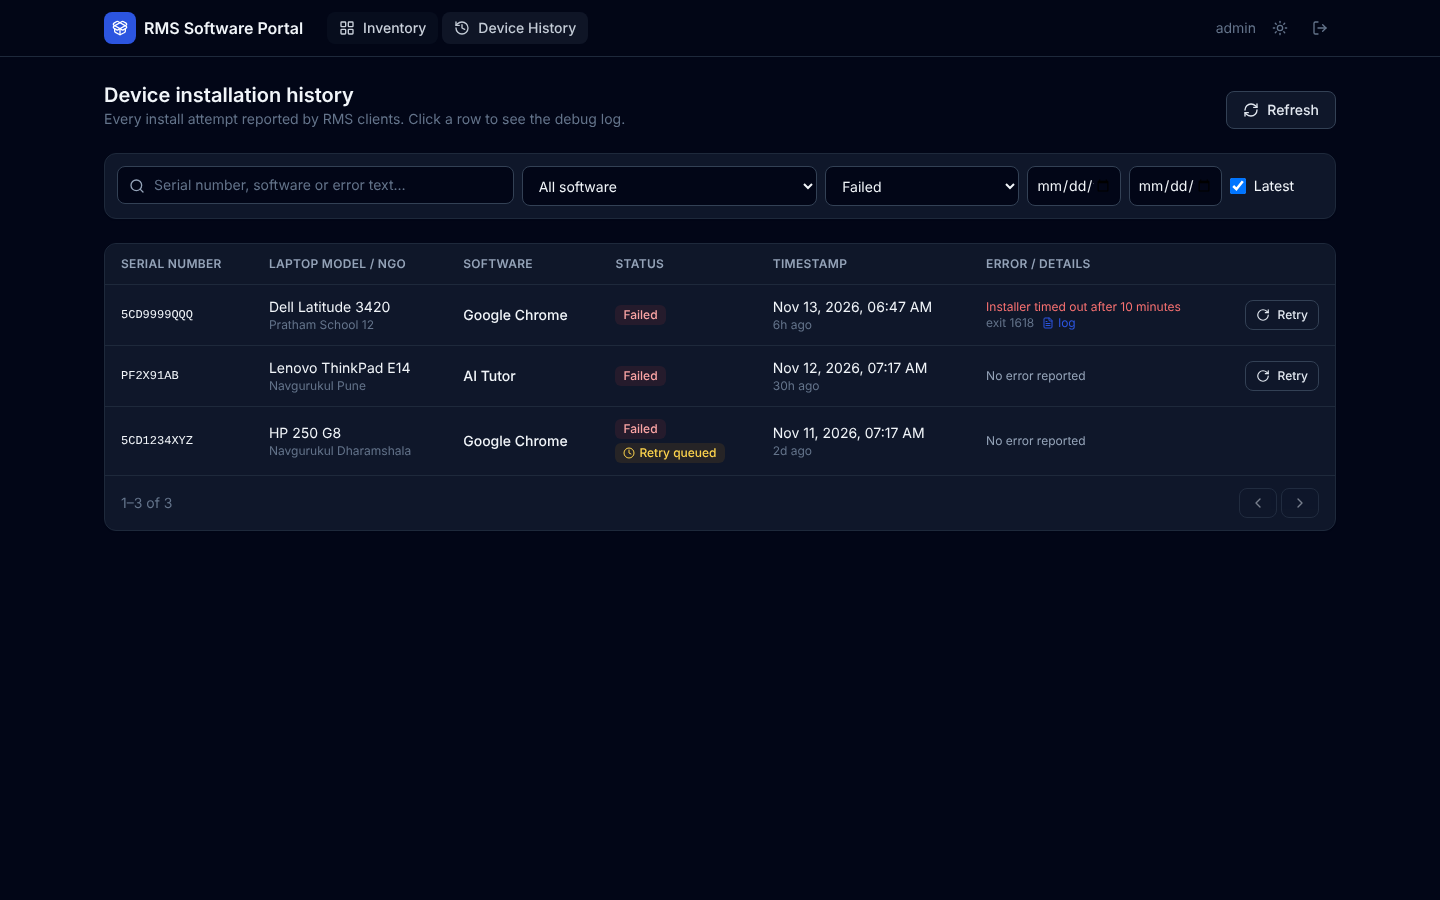 RMS Software Portal
Inventory
Device History
admin
Device installation history
Every install attempt reported by RMS clients. Click a row to see the debug log.
Refresh
Serial number, software or error text...
All software
Failed
mm/dd/
mm/dd/
Latest
SERIAL NUMBER LAPTOP MODEL / NGO SOFTWARE STATUS TIMESTAMP ERROR / DETAILS
5CD9999QQQ
Dell Latitude 3420
Pratham School 12
Google Chrome
Failed
Nov 13, 2026, 06:47 AM
6h ago
Installer timed out after 10 minutes
exit 1618 log
Retry
PF2X91AB
Lenovo ThinkPad E14
Navgurukul Pune
AI Tutor
Failed
Nov 12, 2026, 07:17 AM
30h ago
No error reported
Retry
5CD1234XYZ
HP 250 G8
Navgurukul Dharamshala
Google Chrome
Failed
Retry queued
Nov 11, 2026, 07:17 AM
2d ago
No error reported
1–3 of 3